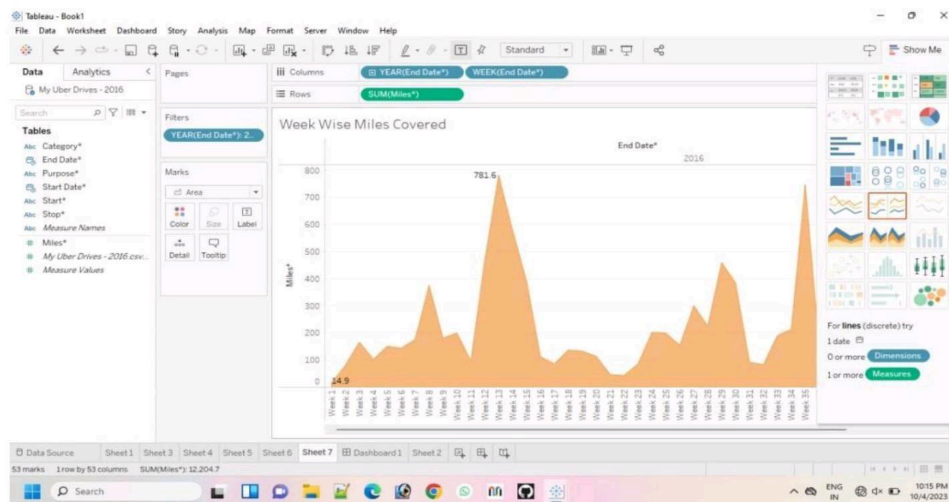 Tableau - Book1
File Data Worksheet Dashboard Story Analysis Map Format Server Window Help
Standard
Show Me
Data Analytics
My Uber Drives - 2016
Search
Tables
Abc Category*
End Date*
Abc Purpose*
Start Date*
Abc Start*
Abc Stop*
Abc Measure Names
# Miles*
# My Uber Drives - 2016.csv...
# Measure Values
Pages
Filters
YEAR(End Date*): 2...
Marks
Area
Color Size Label
Detail Tooltip
Columns YEAR(End Date*) WEEK(End Date*)
Rows SUM(Miles*)
Week Wise Miles Covered
End Date*
2016
Miles*
800
700
600
500
400
300
200
100
0
781.6
14.9
Week 1
Week 2
Week 3
Week 4
Week 5
Week 6
Week 7
Week 8
Week 9
Week 10
Week 11
Week 12
Week 13
Week 14
Week 15
Week 16
Week 17
Week 18
Week 19
Week 20
Week 21
Week 22
Week 23
Week 24
Week 25
Week 26
Week 27
Week 28
Week 29
Week 30
Week 31
Week 32
Week 33
Week 34
Week 35
For lines (discrete) try
1 date
0 or more Dimensions
1 or more Measures
Data Source Sheet 1 Sheet 3 Sheet 4 Sheet 5 Sheet 6 Sheet 7 Dashboard 1 Sheet 2
53 marks 1 row by 53 columns SUM(Miles*): 12,204.7
Search
ENG
IN
10:15 PM
10/4/2023